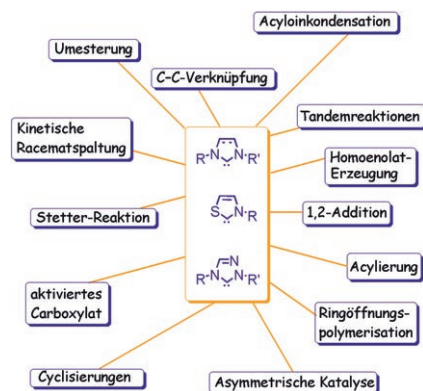 Acyloinkondensation
Umesterung
C–C-Verknüpfung
Tandemreaktionen
Kinetische
Racematspaltung
Homoenolat-
Erzeugung
R N N R'
Stetter-Reaktion
S N R
1,2-Addition
Acylierung
N
R N N R'
aktiviertes
Carboxylat
Ringöffnungs-
polymerisation
Cyclisierungen
Asymmetrische Katalyse